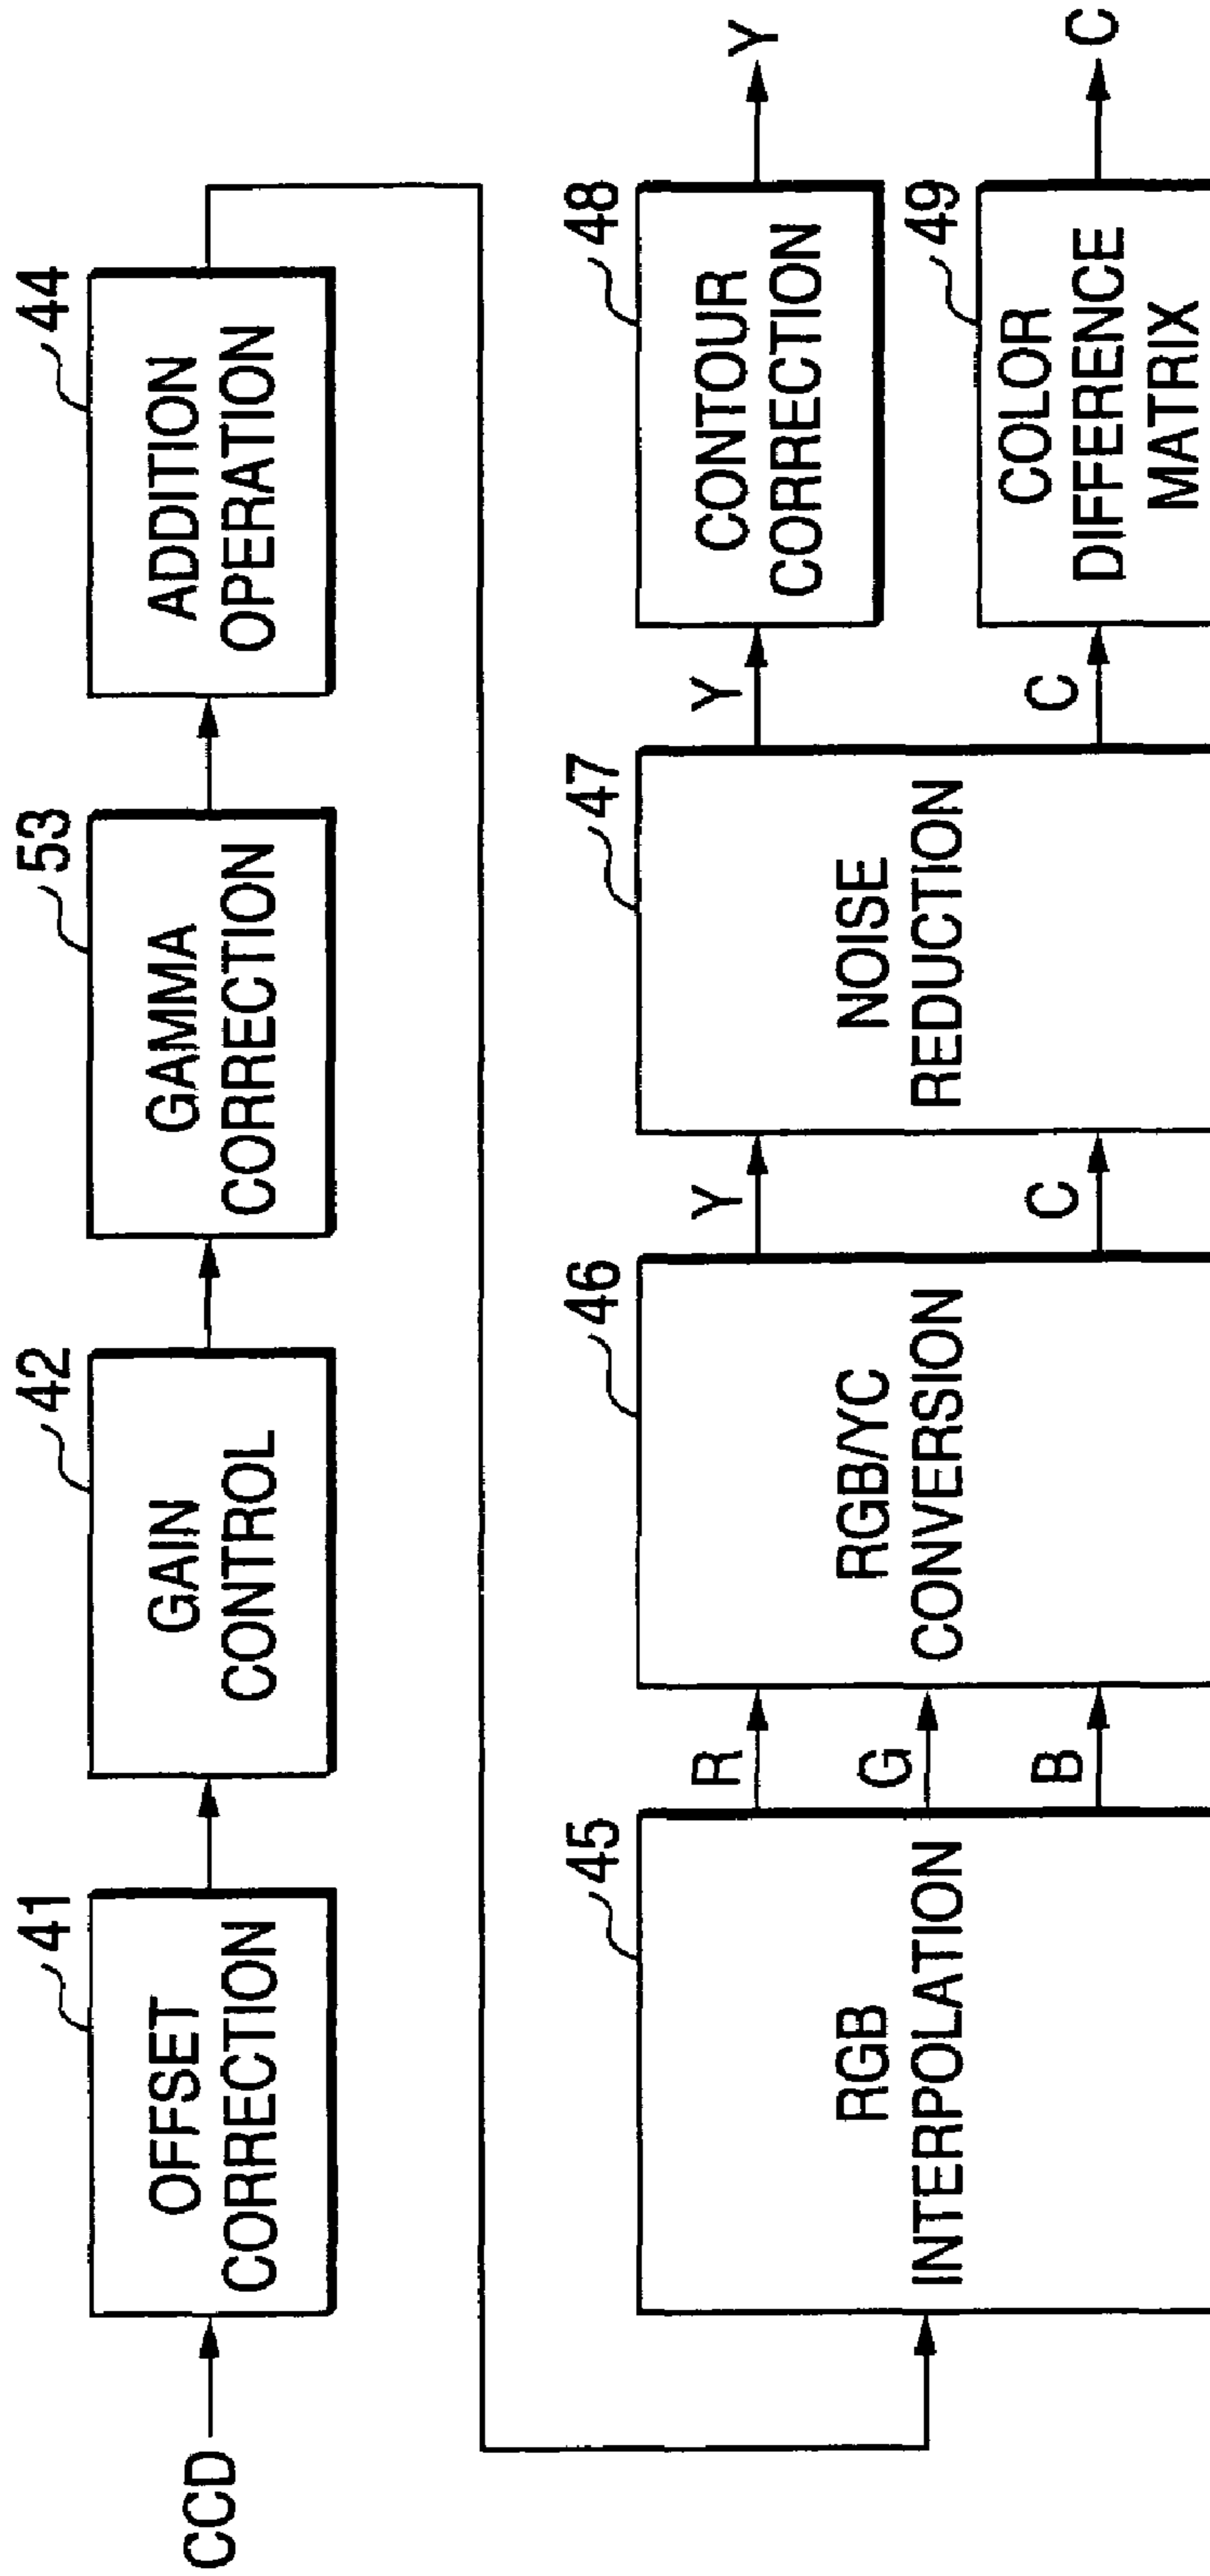 CCD
41
OFFSET
CORRECTION
42
GAIN
CONTROL
53
GAMMA
CORRECTION
44
ADDITION
OPERATION
45
RGB
INTERPOLATION
R
G
B
46
RGB/YC
CONVERSION
Y
C
47
NOISE
REDUCTION
Y
C
48
CONTOUR
CORRECTION
Y
49
COLOR
DIFFERENCE
MATRIX
C